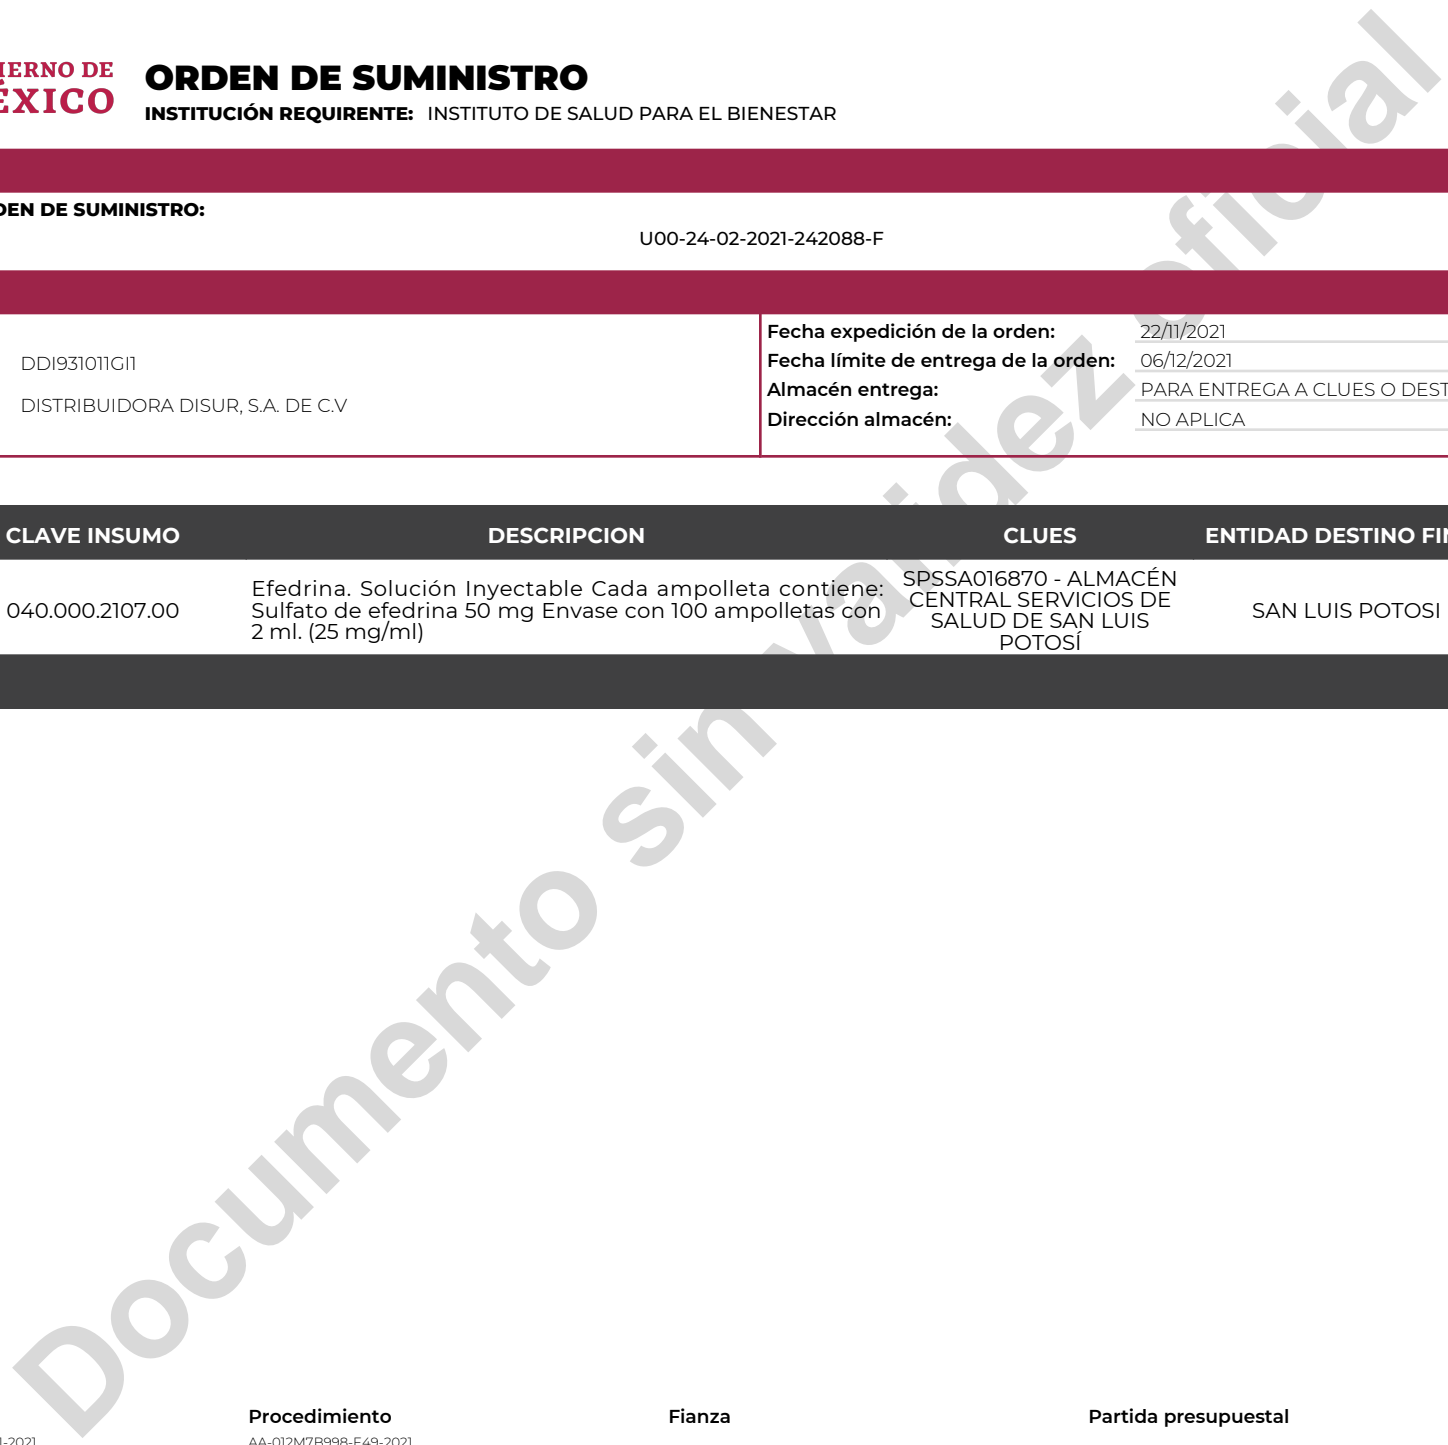 IERNO DE
ÉXICO
ORDEN DE SUMINISTRO
INSTITUCIÓN REQUIRENTE: INSTITUTO DE SALUD PARA EL BIENESTAR
DEN DE SUMINISTRO:
U00-24-02-2021-242088-F
DDI931011GI1
DISTRIBUIDORA DISUR, S.A. DE C.V
Fecha expedición de la orden: 22/11/2021
Fecha límite de entrega de la orden: 06/12/2021
Almacén entrega: PARA ENTREGA A CLUES O DEST
Dirección almacén: NO APLICA
CLAVE INSUMO DESCRIPCION CLUES ENTIDAD DESTINO FIN
040.000.2107.00
Efedrina. Solución Inyectable Cada ampolleta contiene:
Sulfato de efedrina 50 mg Envase con 100 ampolletas con
2 ml. (25 mg/ml)
SPSSA016870 - ALMACÉN
CENTRAL SERVICIOS DE
SALUD DE SAN LUIS
POTOSÍ
SAN LUIS POTOSI
Documento sin validez oficial
Procedimiento Fianza Partida presupuestal
1-2021 AA-012M7B998-E49-2021